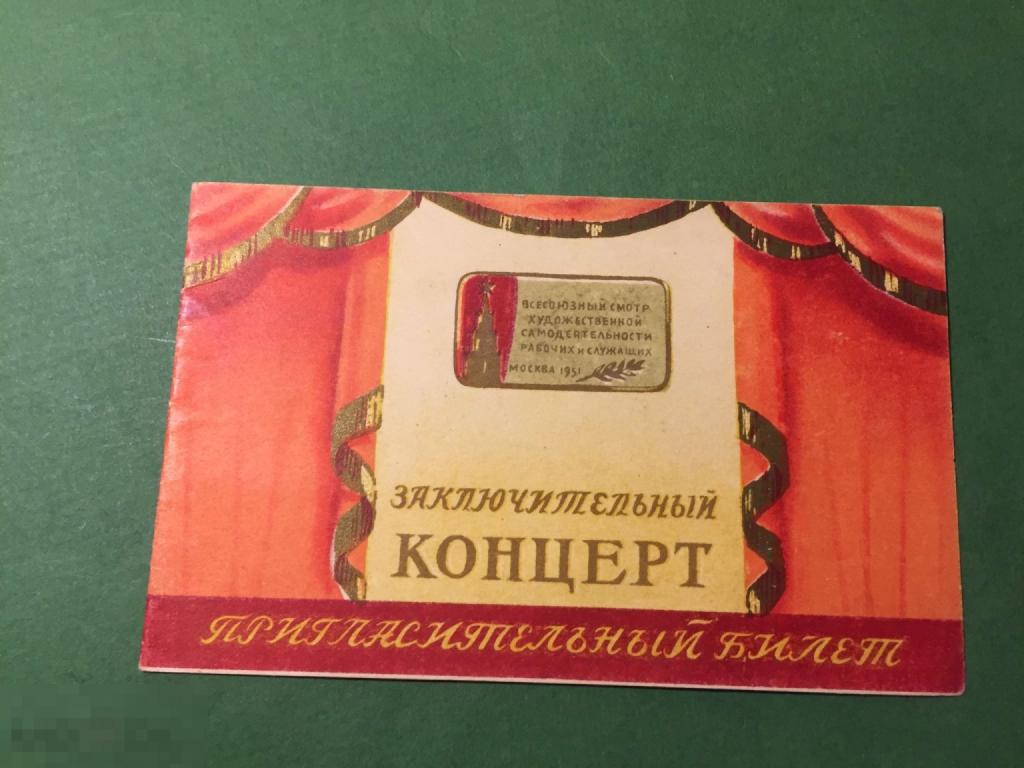 ВСЕСОЮЗНЫЙ СМОТР
ХУДОЖЕСТВЕННОЙ
САМОДЕЯТЕЛЬНОСТИ
РАБОЧИХ и СЛУЖАЩИХ
МОСКВА 1951
ЗАКЛЮЧИТЕЛЬНЫЙ
КОНЦЕРТ
ПРИГЛАСИТЕЛЬНЫЙ БИЛЕТ